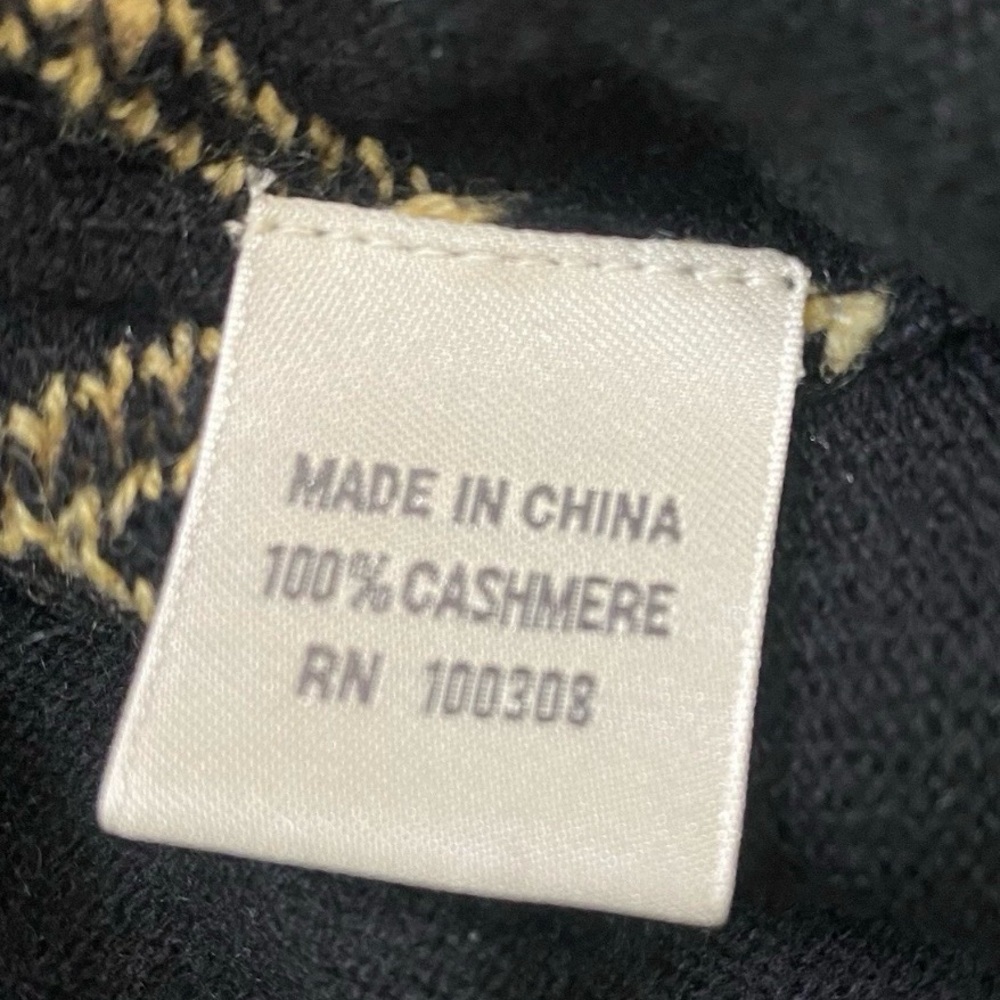 MADE IN CHINA
100% CASHMERE
RN 100308